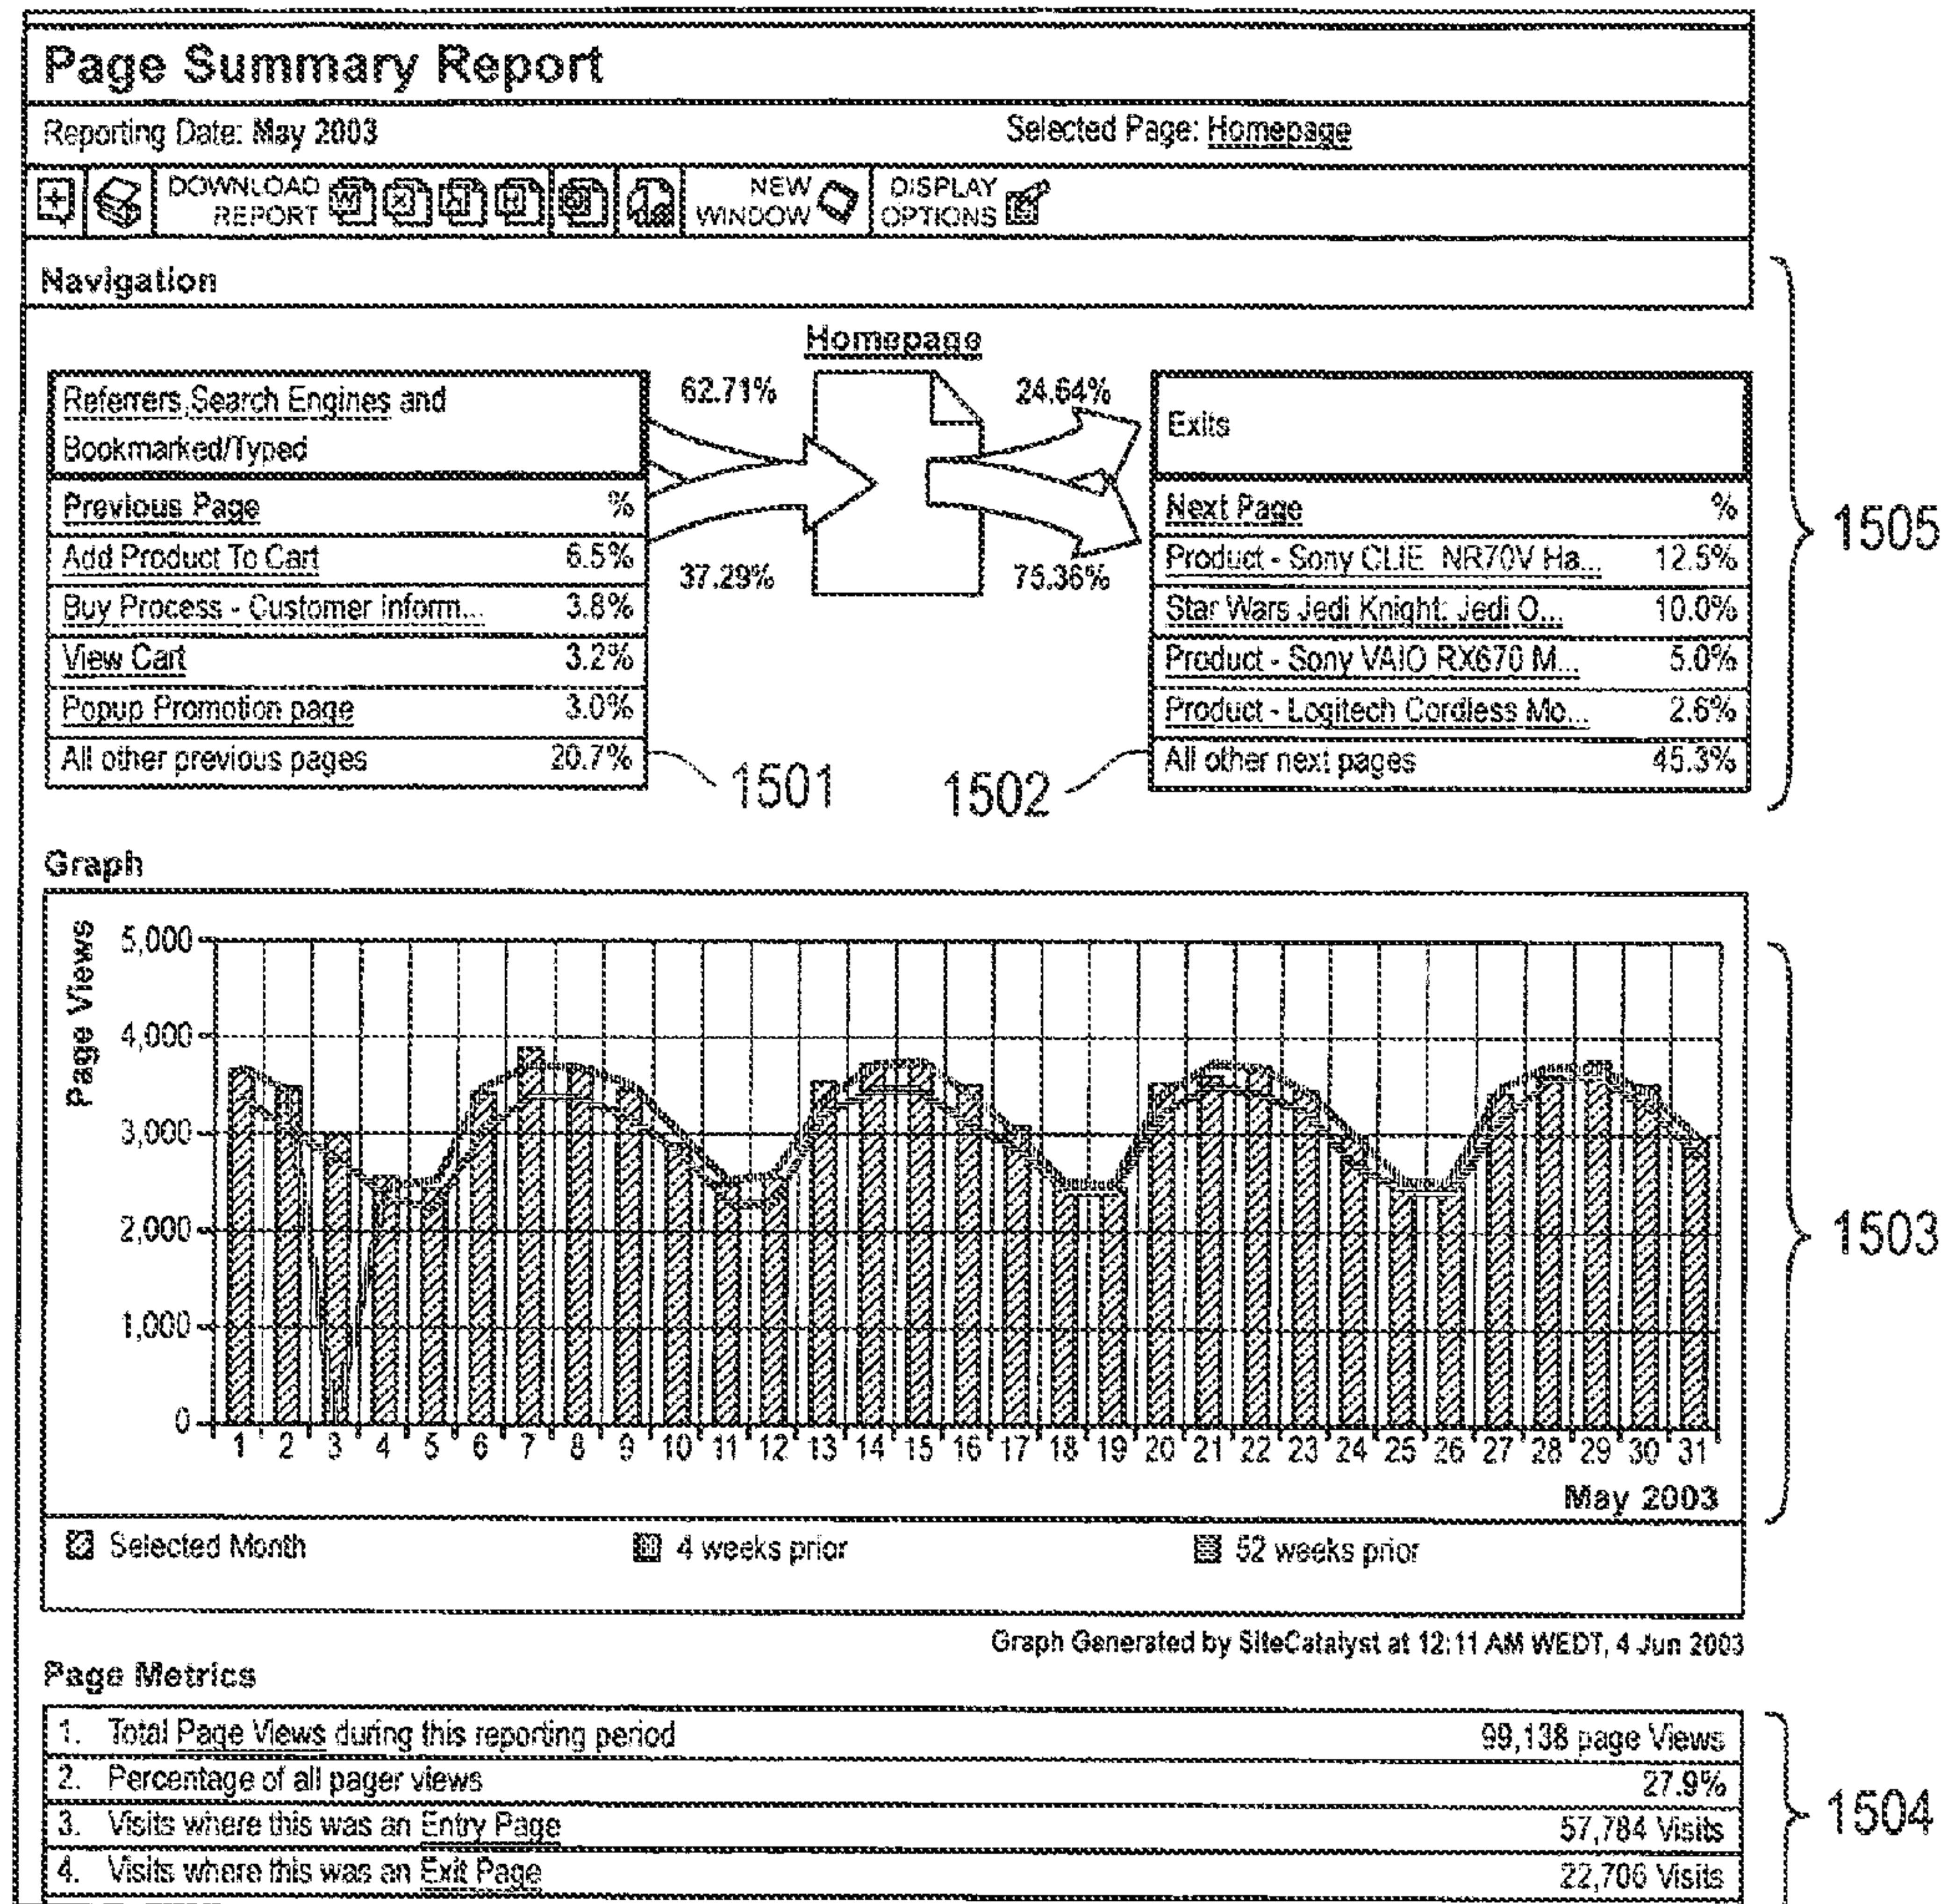 Page Summary Report
Reporting Date: May 2003 Selected Page: Homepage
DOWNLOAD REPORT NEW WINDOW DISPLAY OPTIONS
Navigation
Homepage
Referrers,Search Engines and
Bookmarked/Typed
Previous Page %
Add Product To Cart 6.5%
Buy Process - Customer inform... 3.8%
View Cart 3.2%
Popup Promotion page 3.0%
All other previous pages 20.7%
62.71%
37.29%
24.64%
75.36%
Exits
Next Page %
Product - Sony CLIE NR70V Ha... 12.5%
Star Wars Jedi Knight: Jedi O... 10.0%
Product - Sony VAIO RX670 M... 5.0%
Product - Logitech Cordless Mo... 2.6%
All other next pages 45.3%
1501
1502
1505
Graph
Page Views
5,000
4,000
3,000
2,000
1,000
0
1 2 3 4 5 6 7 8 9 10 11 12 13 14 15 16 17 18 19 20 21 22 23 24 25 26 27 28 29 30 31
May 2003
1503
Selected Month 4 weeks prior 52 weeks prior
Graph Generated by SiteCatalyst at 12:11 AM WEDT, 4 Jun 2003
Page Metrics
1. Total Page Views during this reporting period 99,138 page Views
2. Percentage of all pager views 27.9%
3. Visits where this was an Entry Page 57,784 Visits
4. Visits where this was an Exit Page 22,706 Visits
1504